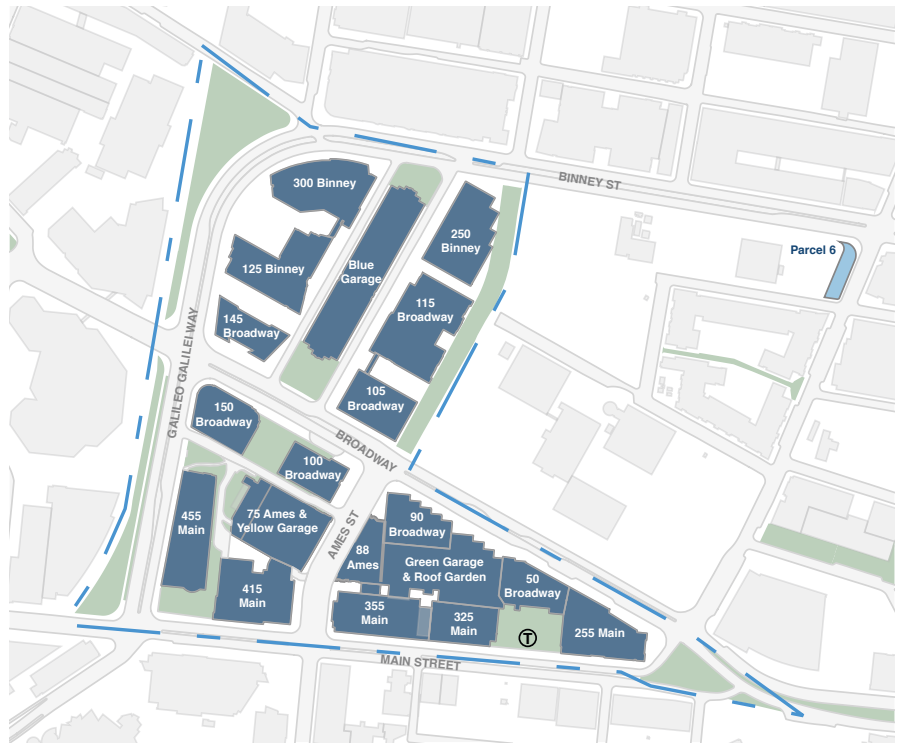 BINNEY ST
300 Binney
250
Binney
Parcel 6
Blue
Garage
125 Binney
115
Broadway
145
Broadway
GALILEO GALILEI WAY
105
Broadway
150
Broadway
BROADWAY
100
Broadway
455
Main
75 Ames &
Yellow Garage
AMES ST
90
Broadway
88
Ames
Green Garage
& Roof Garden
50
Broadway
415
Main
355
Main
325
Main
T
255 Main
MAIN STREET